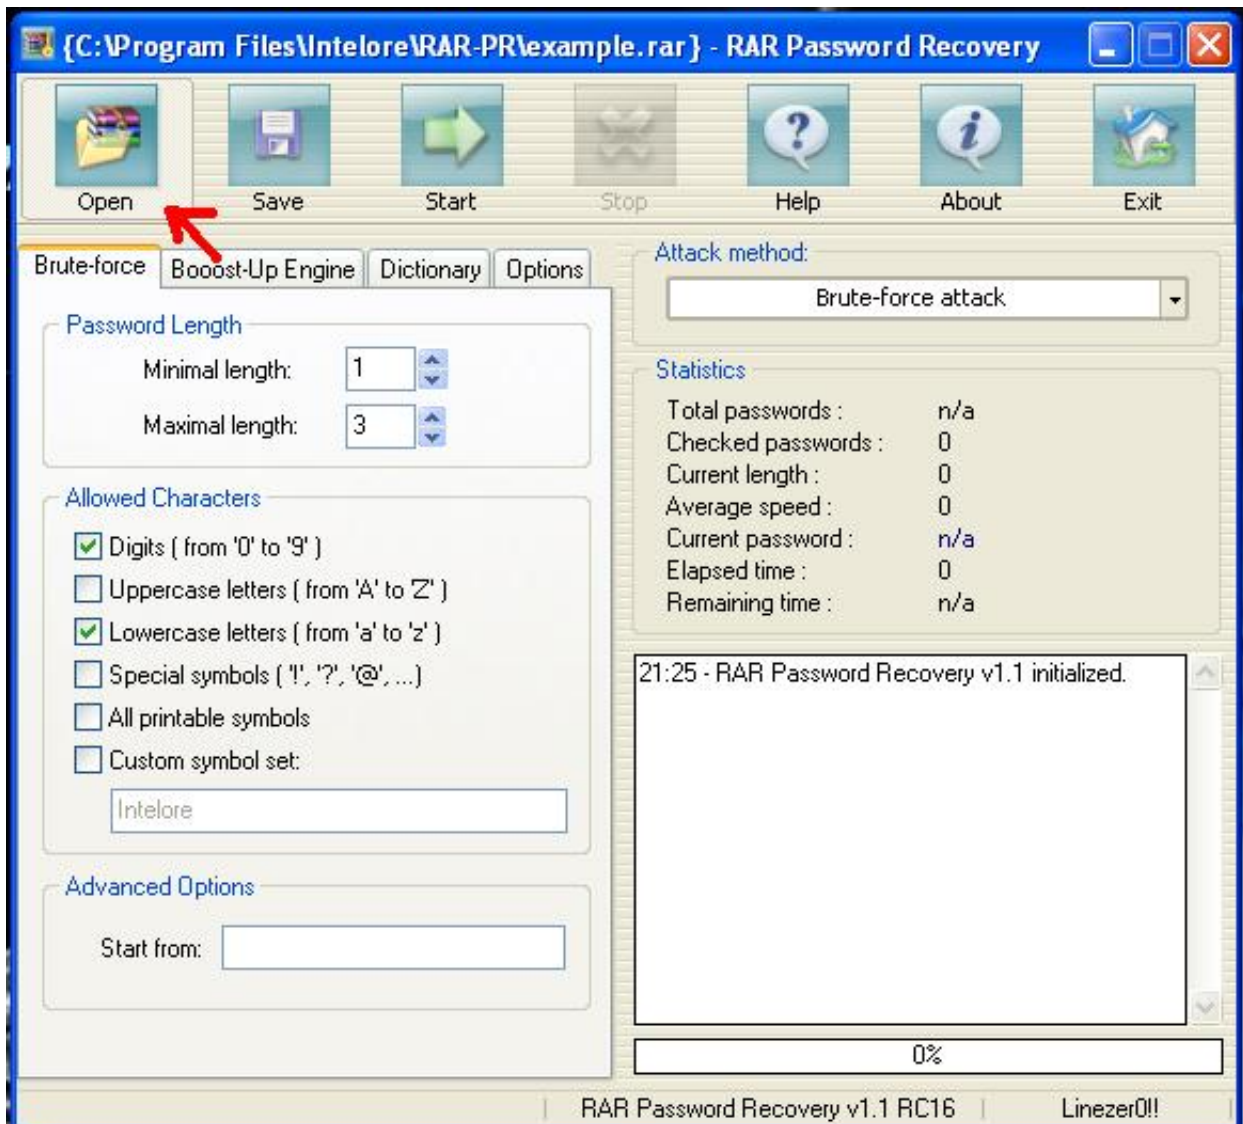 {C:\Program Files\Intelore\RAR-PR\example.rar} - RAR Password Recovery
Open
Save
Start
Stop
Help
About
Exit
Brute-force
Booost-Up Engine
Dictionary
Options
Password Length
Minimal length: 1
Maximal length: 3
Allowed Characters
Digits ( from '0' to '9' )
Uppercase letters ( from 'A' to 'Z' )
Lowercase letters ( from 'a' to 'z' )
Special symbols ( '!', '?', '@', ...)
All printable symbols
Custom symbol set:
Intelore
Advanced Options
Start from:
Attack method:
Brute-force attack
Statistics
Total passwords : n/a
Checked passwords : 0
Current length : 0
Average speed : 0
Current password : n/a
Elapsed time : 0
Remaining time : n/a
21:25 - RAR Password Recovery v1.1 initialized.
0%
RAR Password Recovery v1.1 RC16
Linezer0!!